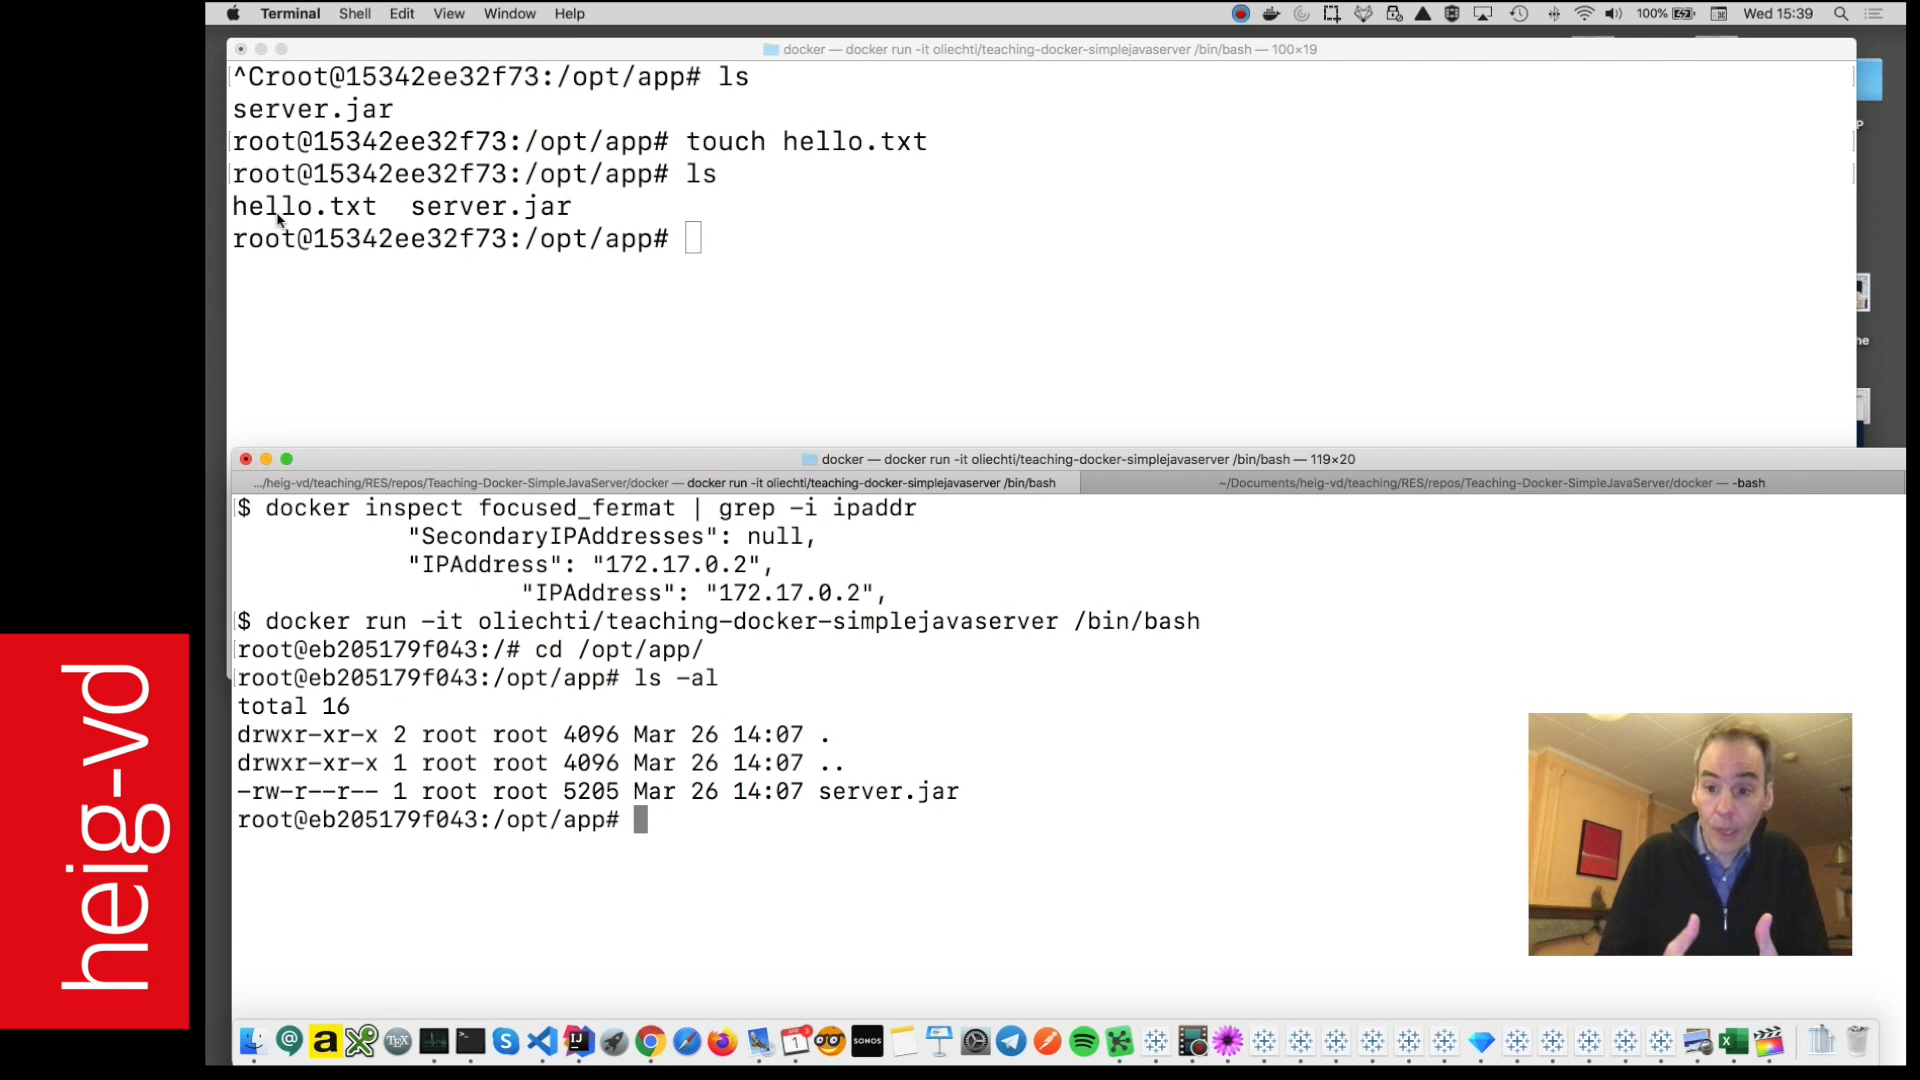 Terminal Shell Edit View Window Help 100% Wed 15:39
docker — docker run -it oliechti/teaching-docker-simplejavaserver /bin/bash — 100×19
^Croot@15342ee32f73:/opt/app# ls
server.jar
root@15342ee32f73:/opt/app# touch hello.txt
root@15342ee32f73:/opt/app# ls
hello.txt server.jar
root@15342ee32f73:/opt/app#
docker — docker run -it oliechti/teaching-docker-simplejavaserver /bin/bash — 119×20
.../heig-vd/teaching/RES/repos/Teaching-Docker-SimpleJavaServer/docker — docker run -it oliechti/teaching-docker-simplejavaserver /bin/bash
~/Documents/heig-vd/teaching/RES/repos/Teaching-Docker-SimpleJavaServer/docker — -bash
$ docker inspect focused_fermat | grep -i ipaddr
"SecondaryIPAddresses": null,
"IPAddress": "172.17.0.2",
"IPAddress": "172.17.0.2",
$ docker run -it oliechti/teaching-docker-simplejavaserver /bin/bash
root@eb205179f043:/# cd /opt/app/
root@eb205179f043:/opt/app# ls -al
total 16
drwxr-xr-x 2 root root 4096 Mar 26 14:07 .
drwxr-xr-x 1 root root 4096 Mar 26 14:07 ..
-rw-r--r-- 1 root root 5205 Mar 26 14:07 server.jar
root@eb205179f043:/opt/app#
heig-vd
SONOS